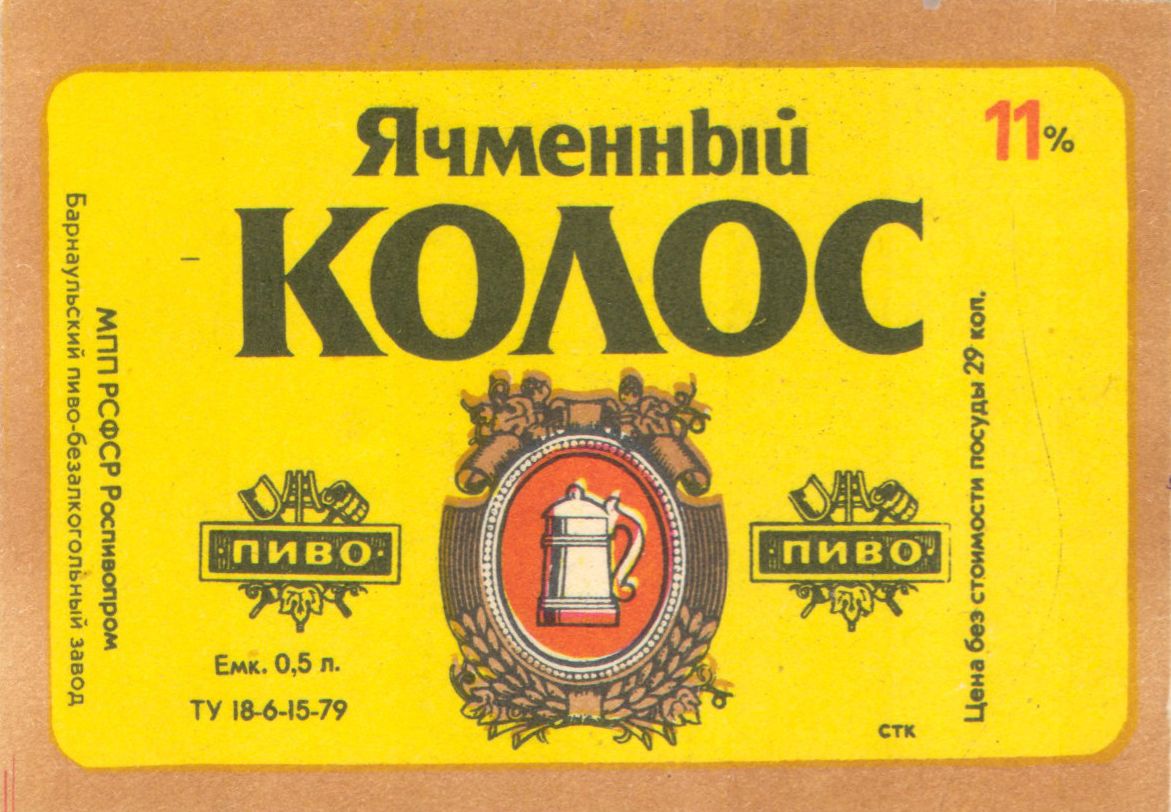 Ячменный
КОЛОС
11%
МПП РСФСР Роспивопром
Барнаульский пиво-безалкогольный завод
·ПИВО·
·ПИВО·
Емк. 0,5 л.
ТУ 18-6-15-79
Цена без стоимости посуды 29 коп.
СТК